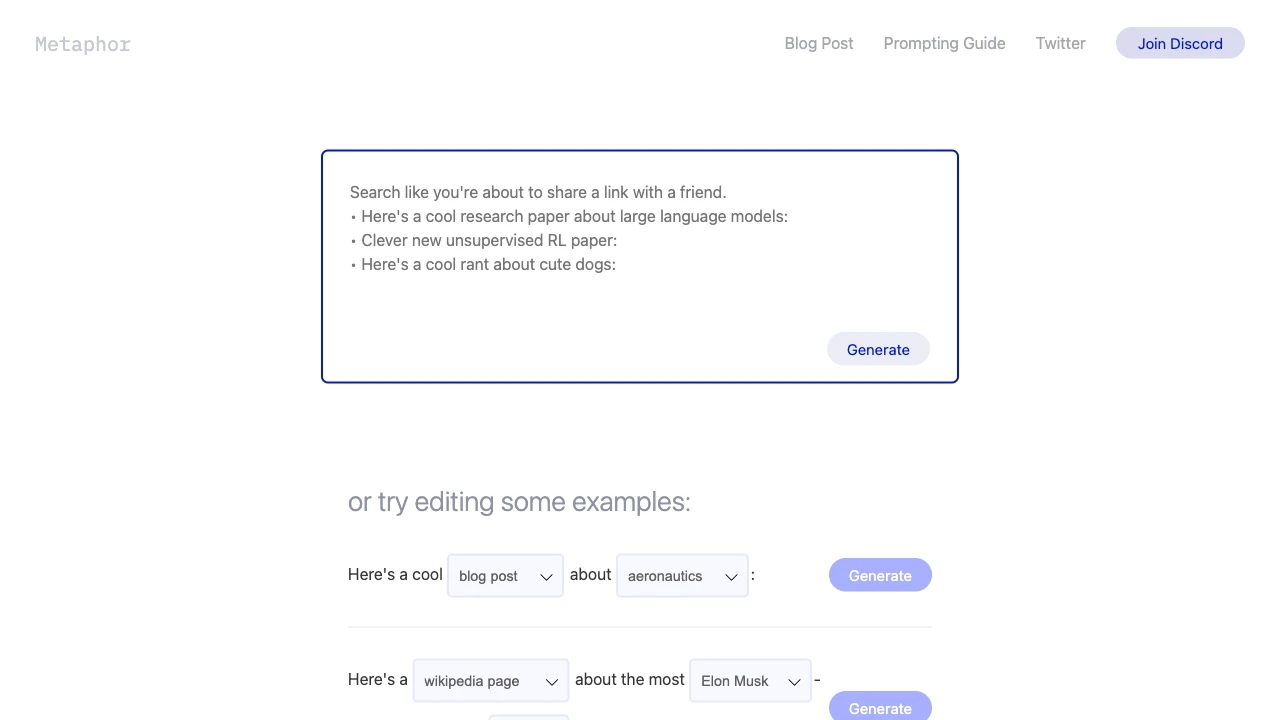 Metaphor
Blog Post
Prompting Guide
Twitter
Join Discord
Search like you're about to share a link with a friend.
• Here's a cool research paper about large language models:
• Clever new unsupervised RL paper:
• Here's a cool rant about cute dogs:
Generate
or try editing some examples:
Here's a cool blog post about aeronautics :
Generate
Here's a wikipedia page about the most Elon Musk -
Generate